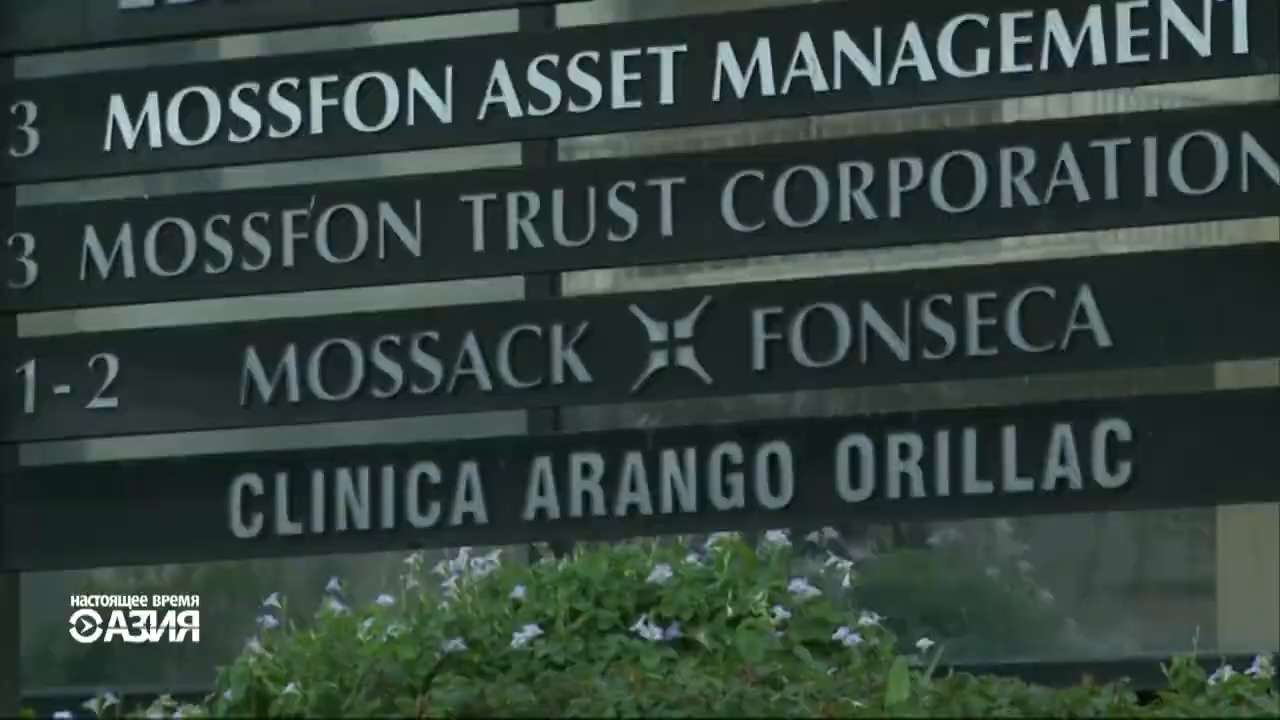 3 MOSSFON ASSET MANAGEMENT
3 MOSSFON TRUST CORPORATION
1-2 MOSSACK FONSECA
CLINICA ARANGO ORILLAC
настоящее время
АЗИЯ